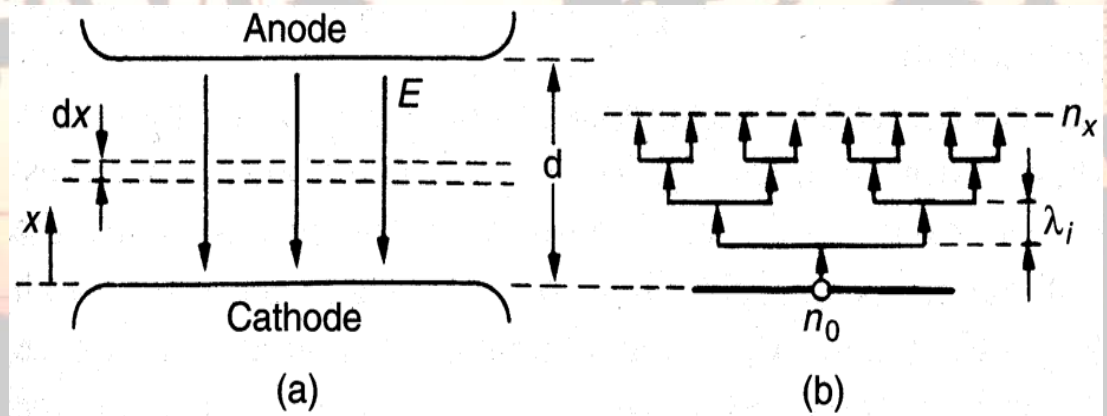 Anode
E
dx
d
x
Cathode
(a)
n_x
λ_i
n_0
(b)